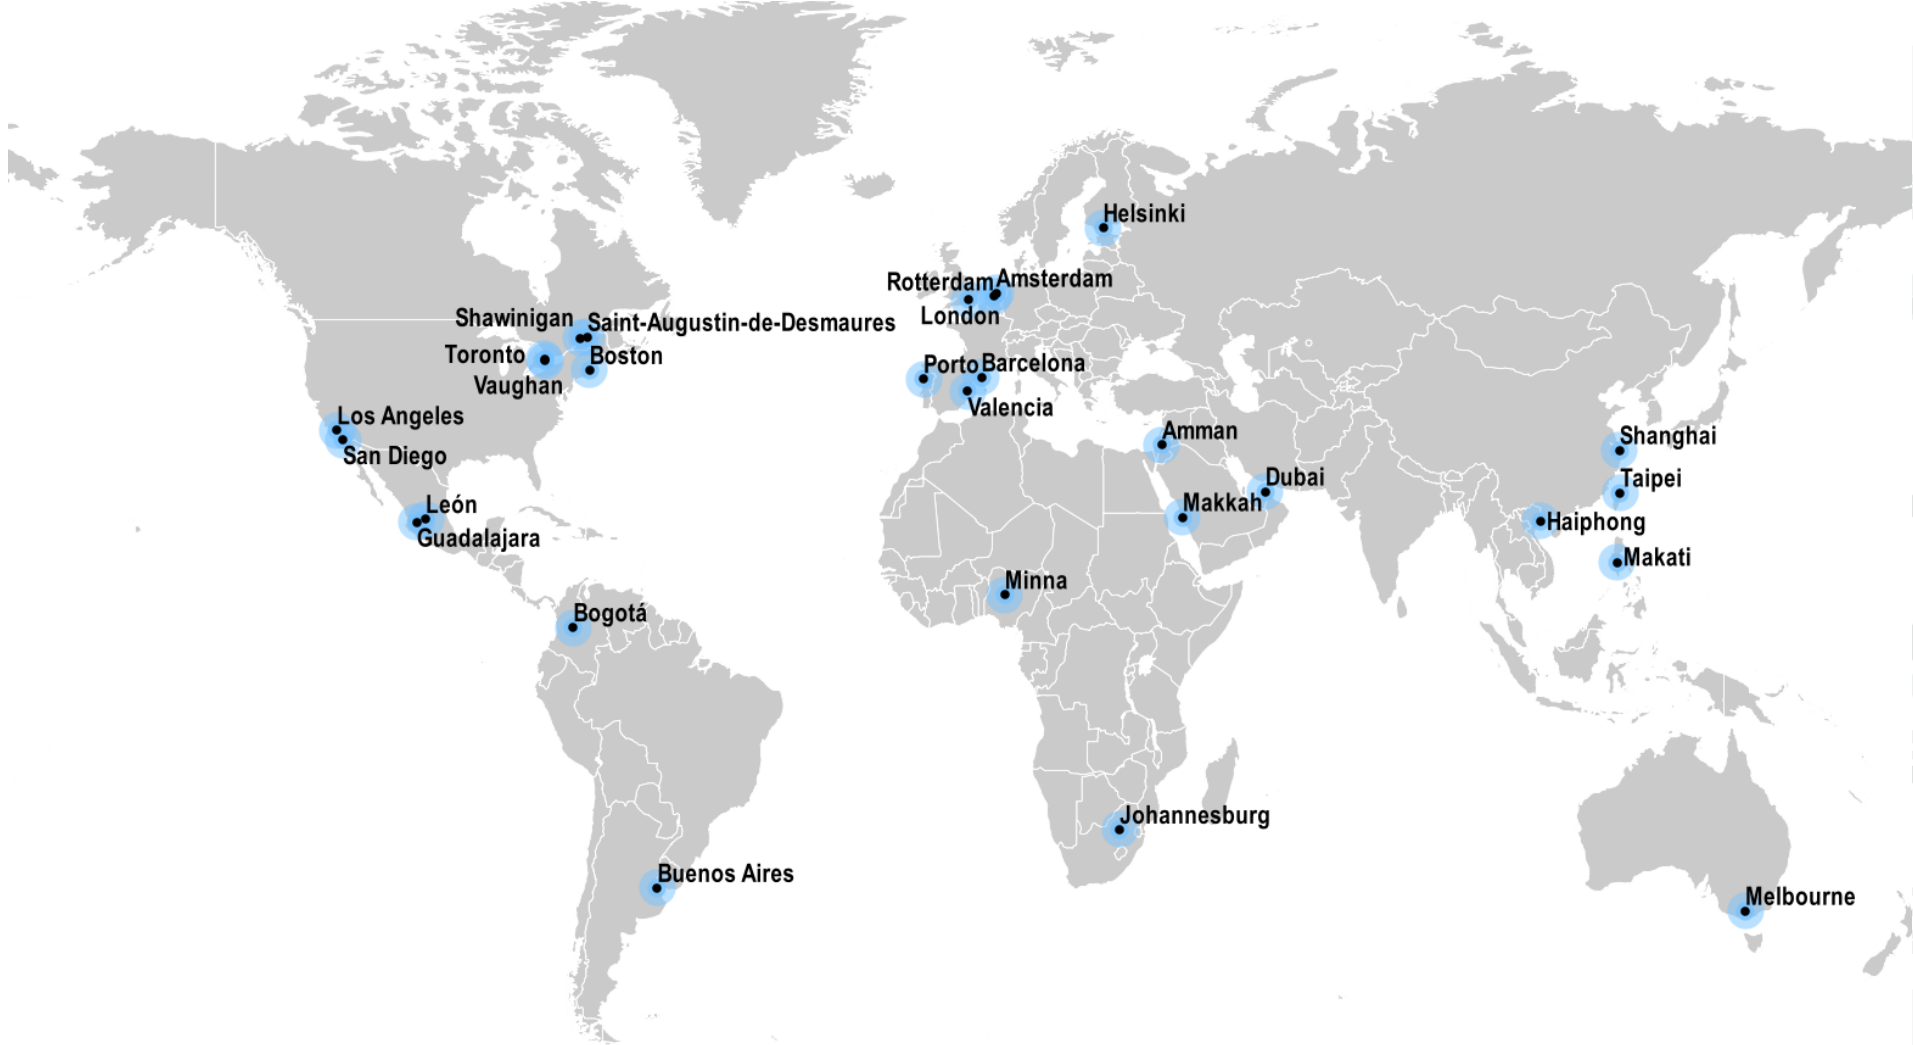 Helsinki
Rotterdam
Amsterdam
London
Shawinigan
Saint-Augustin-de-Desmaures
Toronto
Boston
Vaughan
Porto
Barcelona
Valencia
Los Angeles
San Diego
Amman
Shanghai
Dubai
Taipei
Makkah
León
Guadalajara
Haiphong
Makati
Minna
Bogotá
Johannesburg
Buenos Aires
Melbourne